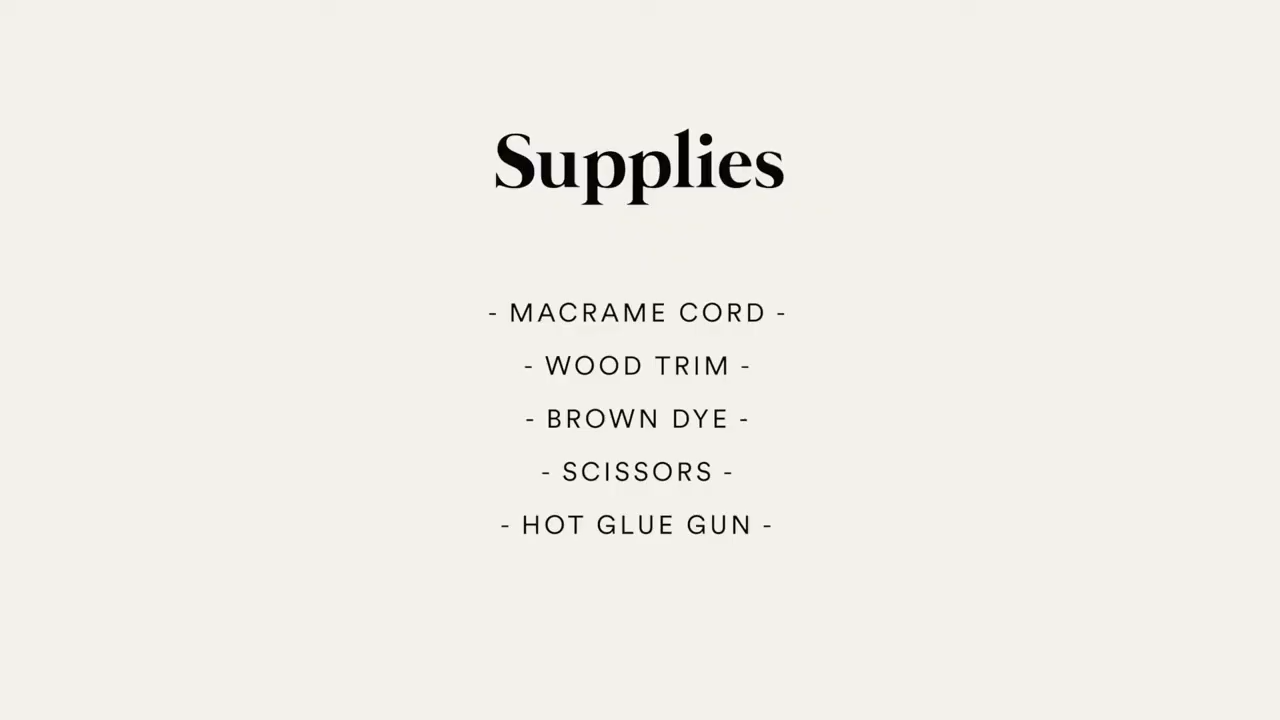 Supplies
- MACRAME CORD -
- WOOD TRIM -
- BROWN DYE -
- SCISSORS -
- HOT GLUE GUN -